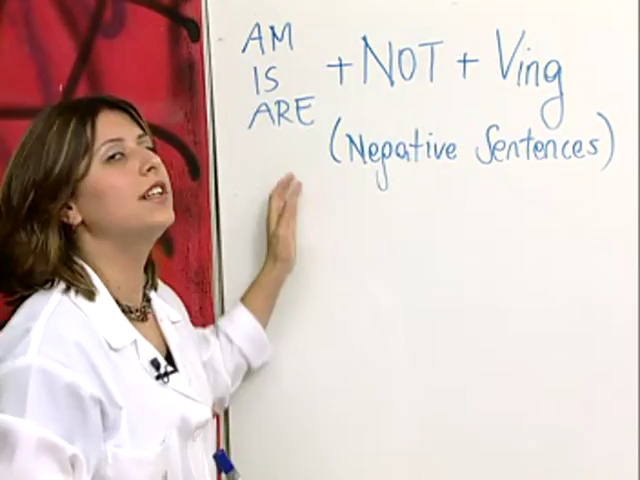 AM
IS + NOT + Ving
ARE
(Negative Sentences)